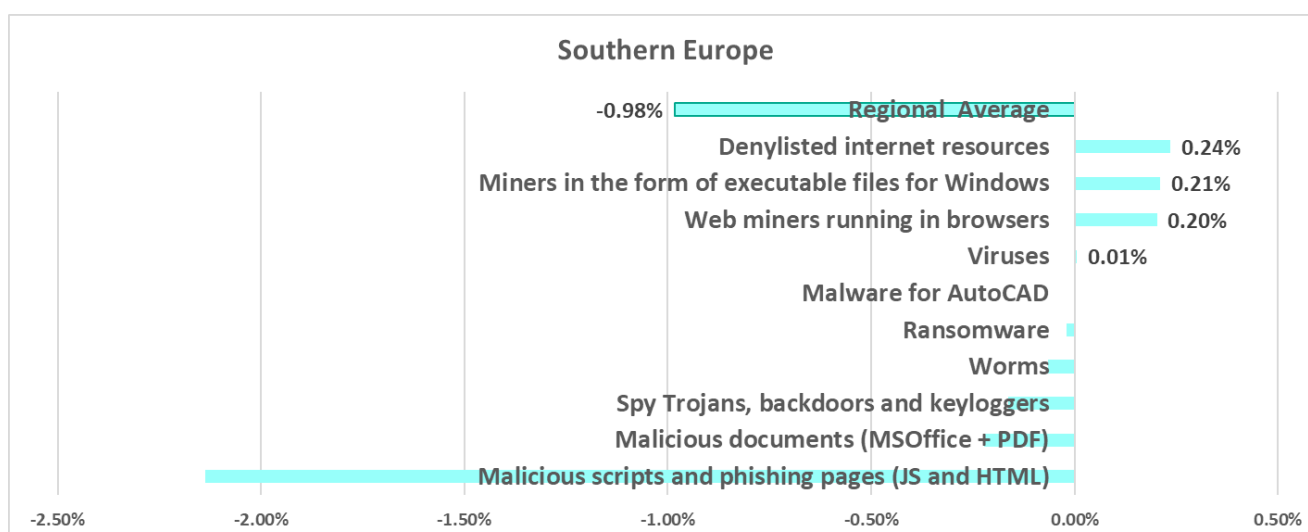 Southern Europe
-0.98% Regional  Average
Denylisted internet resources 0.24%
Miners in the form of executable files for Windows 0.21%
Web miners running in browsers 0.20%
Viruses 0.01%
Malware for AutoCAD
Ransomware
Worms
Spy Trojans, backdoors and keyloggers
Malicious documents (MSOffice + PDF)
Malicious scripts and phishing pages (JS and HTML)
-2.50% -2.00% -1.50% -1.00% -0.50% 0.00% 0.50%